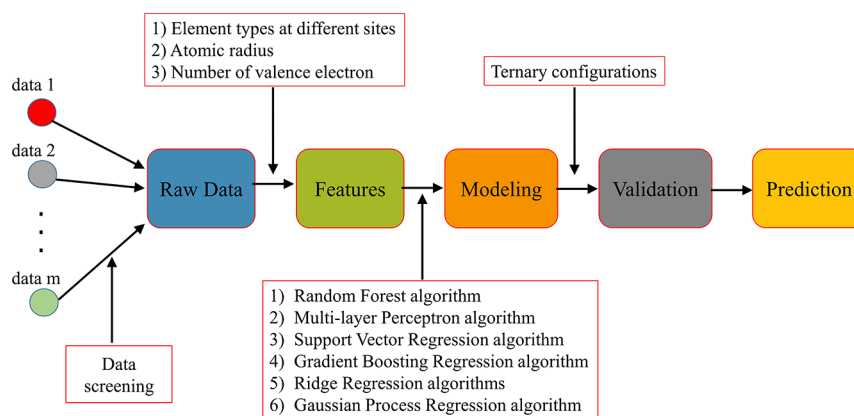 1) Element types at different sites
2) Atomic radius
3) Number of valence electron
Ternary configurations
data 1
data 2
data m
Raw Data
Features
Modeling
Validation
Prediction
Data
screening
1) Random Forest algorithm
2) Multi-layer Perceptron algorithm
3) Support Vector Regression algorithm
4) Gradient Boosting Regression algorithm
5) Ridge Regression algorithms
6) Gaussian Process Regression algorithm